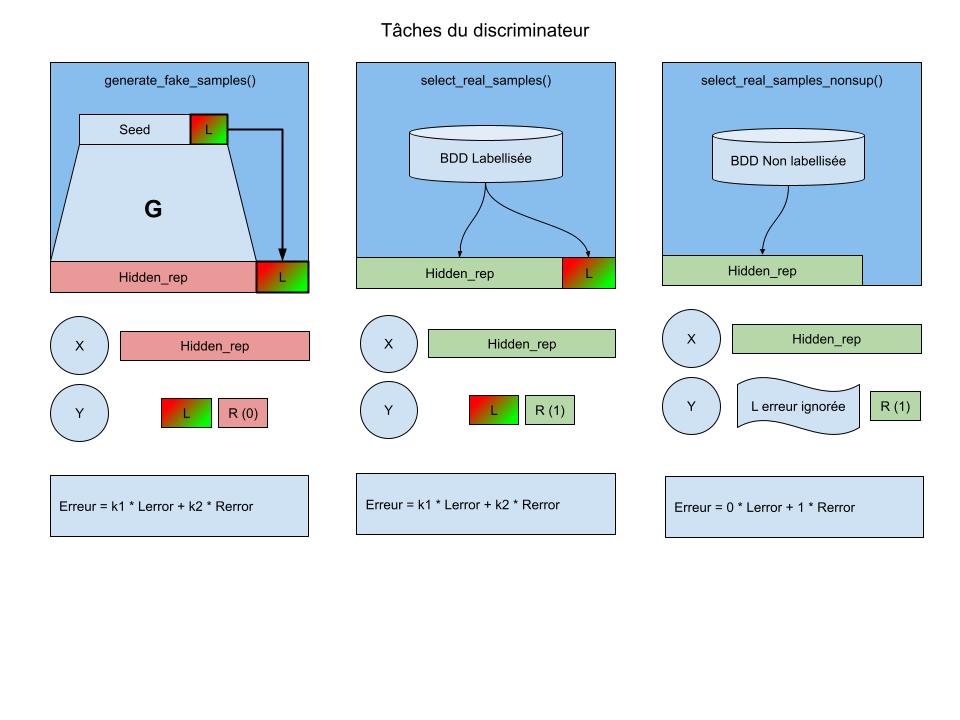 Tâches du discriminateur
generate_fake_samples()
Seed
L
G
Hidden_rep
L
X
Hidden_rep
Y
L
R (0)
Erreur = k1 * Lerror + k2 * Rerror
select_real_samples()
BDD Labellisée
Hidden_rep
L
X
Hidden_rep
Y
L
R (1)
Erreur = k1 * Lerror + k2 * Rerror
select_real_samples_nonsup()
BDD Non labellisée
Hidden_rep
X
Hidden_rep
Y
L erreur ignorée
R (1)
Erreur = 0 * Lerror + 1 * Rerror